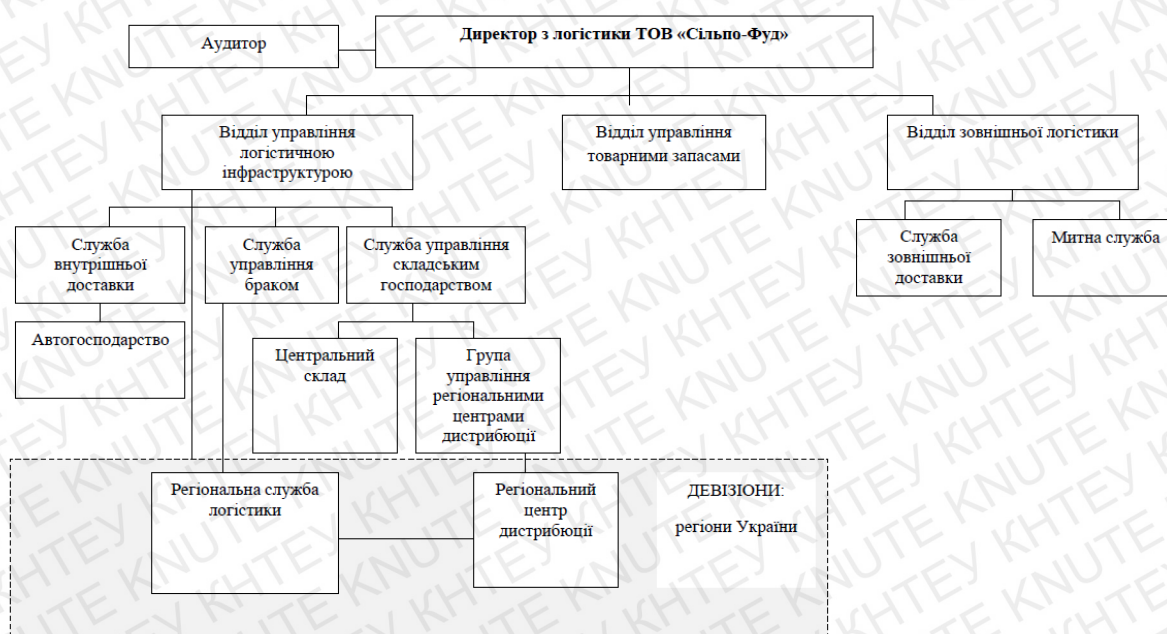 Аудитор
Директор з логістики ТОВ «Сільпо-Фуд»
Відділ управління
логістичною
інфраструктурою
Відділ управління
товарними запасами
Відділ зовнішньої логістики
Служба
внутрішньої
доставки
Служба
управління
браком
Служба управління
складським
господарством
Служба
зовнішньої
доставки
Митна служба
Автогосподарство
Центральний
склад
Група
управління
регіональними
центрами
дистрибюції
Регіональна служба
логістики
Регіональний
центр
дистрибюції
ДЕВІЗІОНИ:
регіони України
КНТЕУ KNUTE